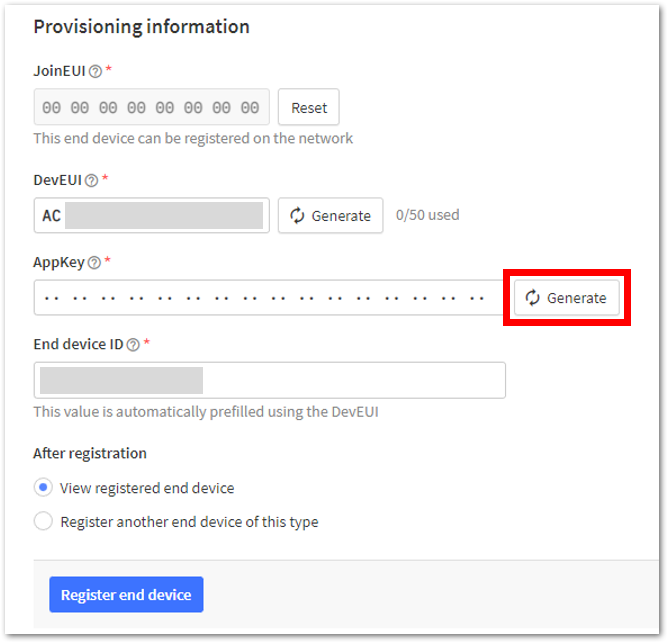 Provisioning information
JoinEUI *
00 00 00 00 00 00 00 00 Reset
This end device can be registered on the network
DevEUI *
AC Generate 0/50 used
AppKey *
·· ·· ·· ·· ·· ·· ·· ·· ·· ·· ·· ·· ·· ·· ·· ·· Generate
End device ID *
This value is automatically prefilled using the DevEUI
After registration
View registered end device
Register another end device of this type
Register end device